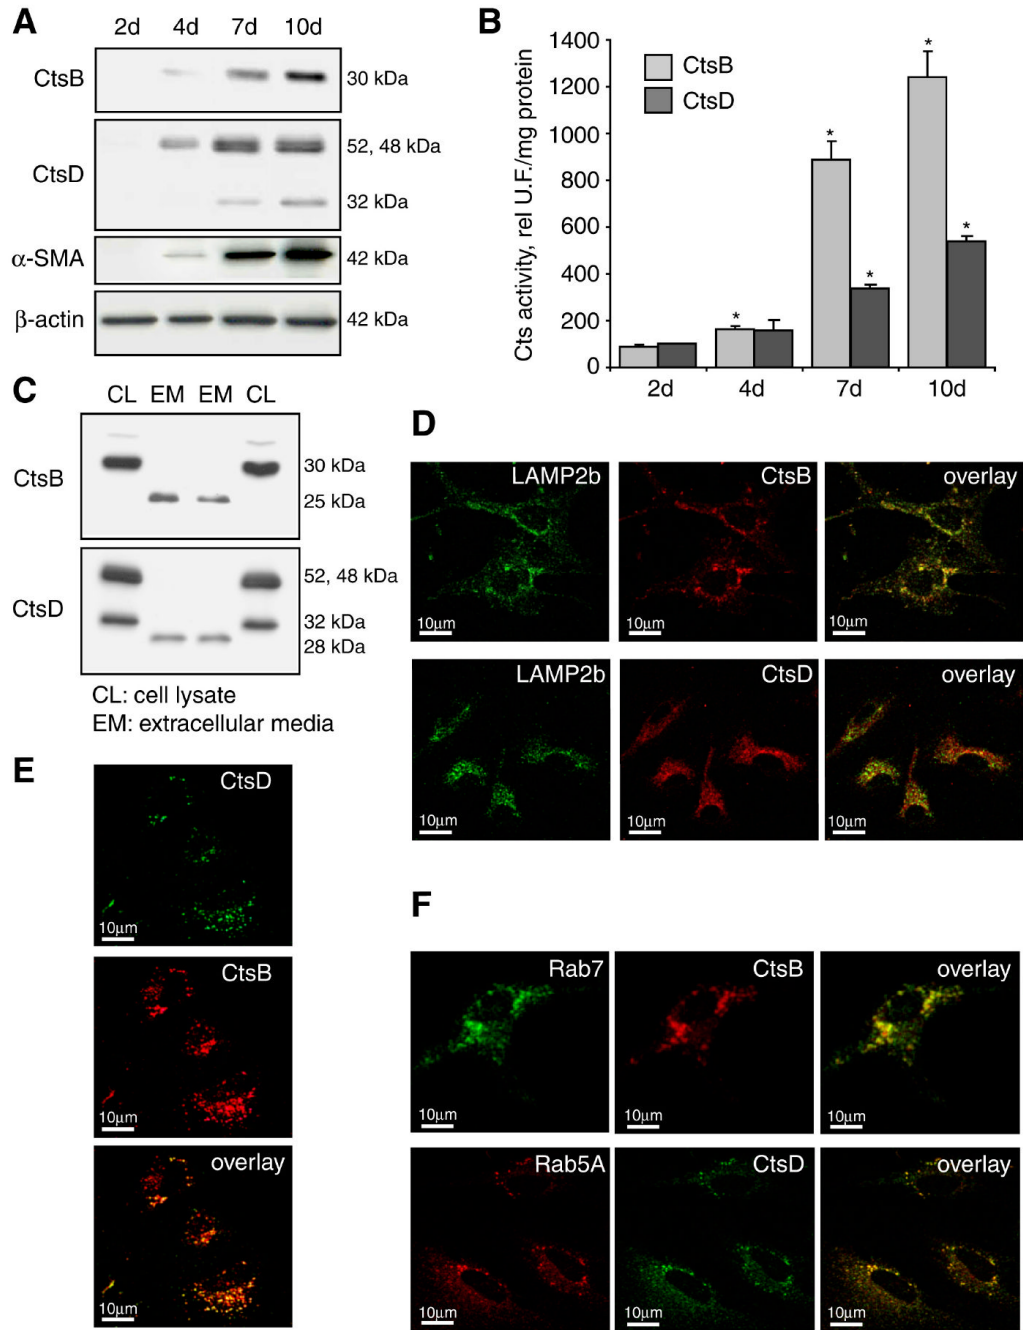 A
2d 4d 7d 10d
CtsB 30 kDa
CtsD 52, 48 kDa
32 kDa
α-SMA 42 kDa
β-actin 42 kDa
B
Cts activity, rel U.F./mg protein
1400
1200
1000
800
600
400
200
0
CtsB
CtsD
* * * * *
2d 4d 7d 10d
C
CL EM EM CL
CtsB 30 kDa
25 kDa
CtsD 52, 48 kDa
32 kDa
28 kDa
CL: cell lysate
EM: extracellular media
D
LAMP2b CtsB overlay
10µm 10µm 10µm
LAMP2b CtsD overlay
10µm 10µm 10µm
E
CtsD
10µm
CtsB
10µm
overlay
10µm
F
Rab7 CtsB overlay
10µm 10µm 10µm
Rab5A CtsD overlay
10µm 10µm 10µm